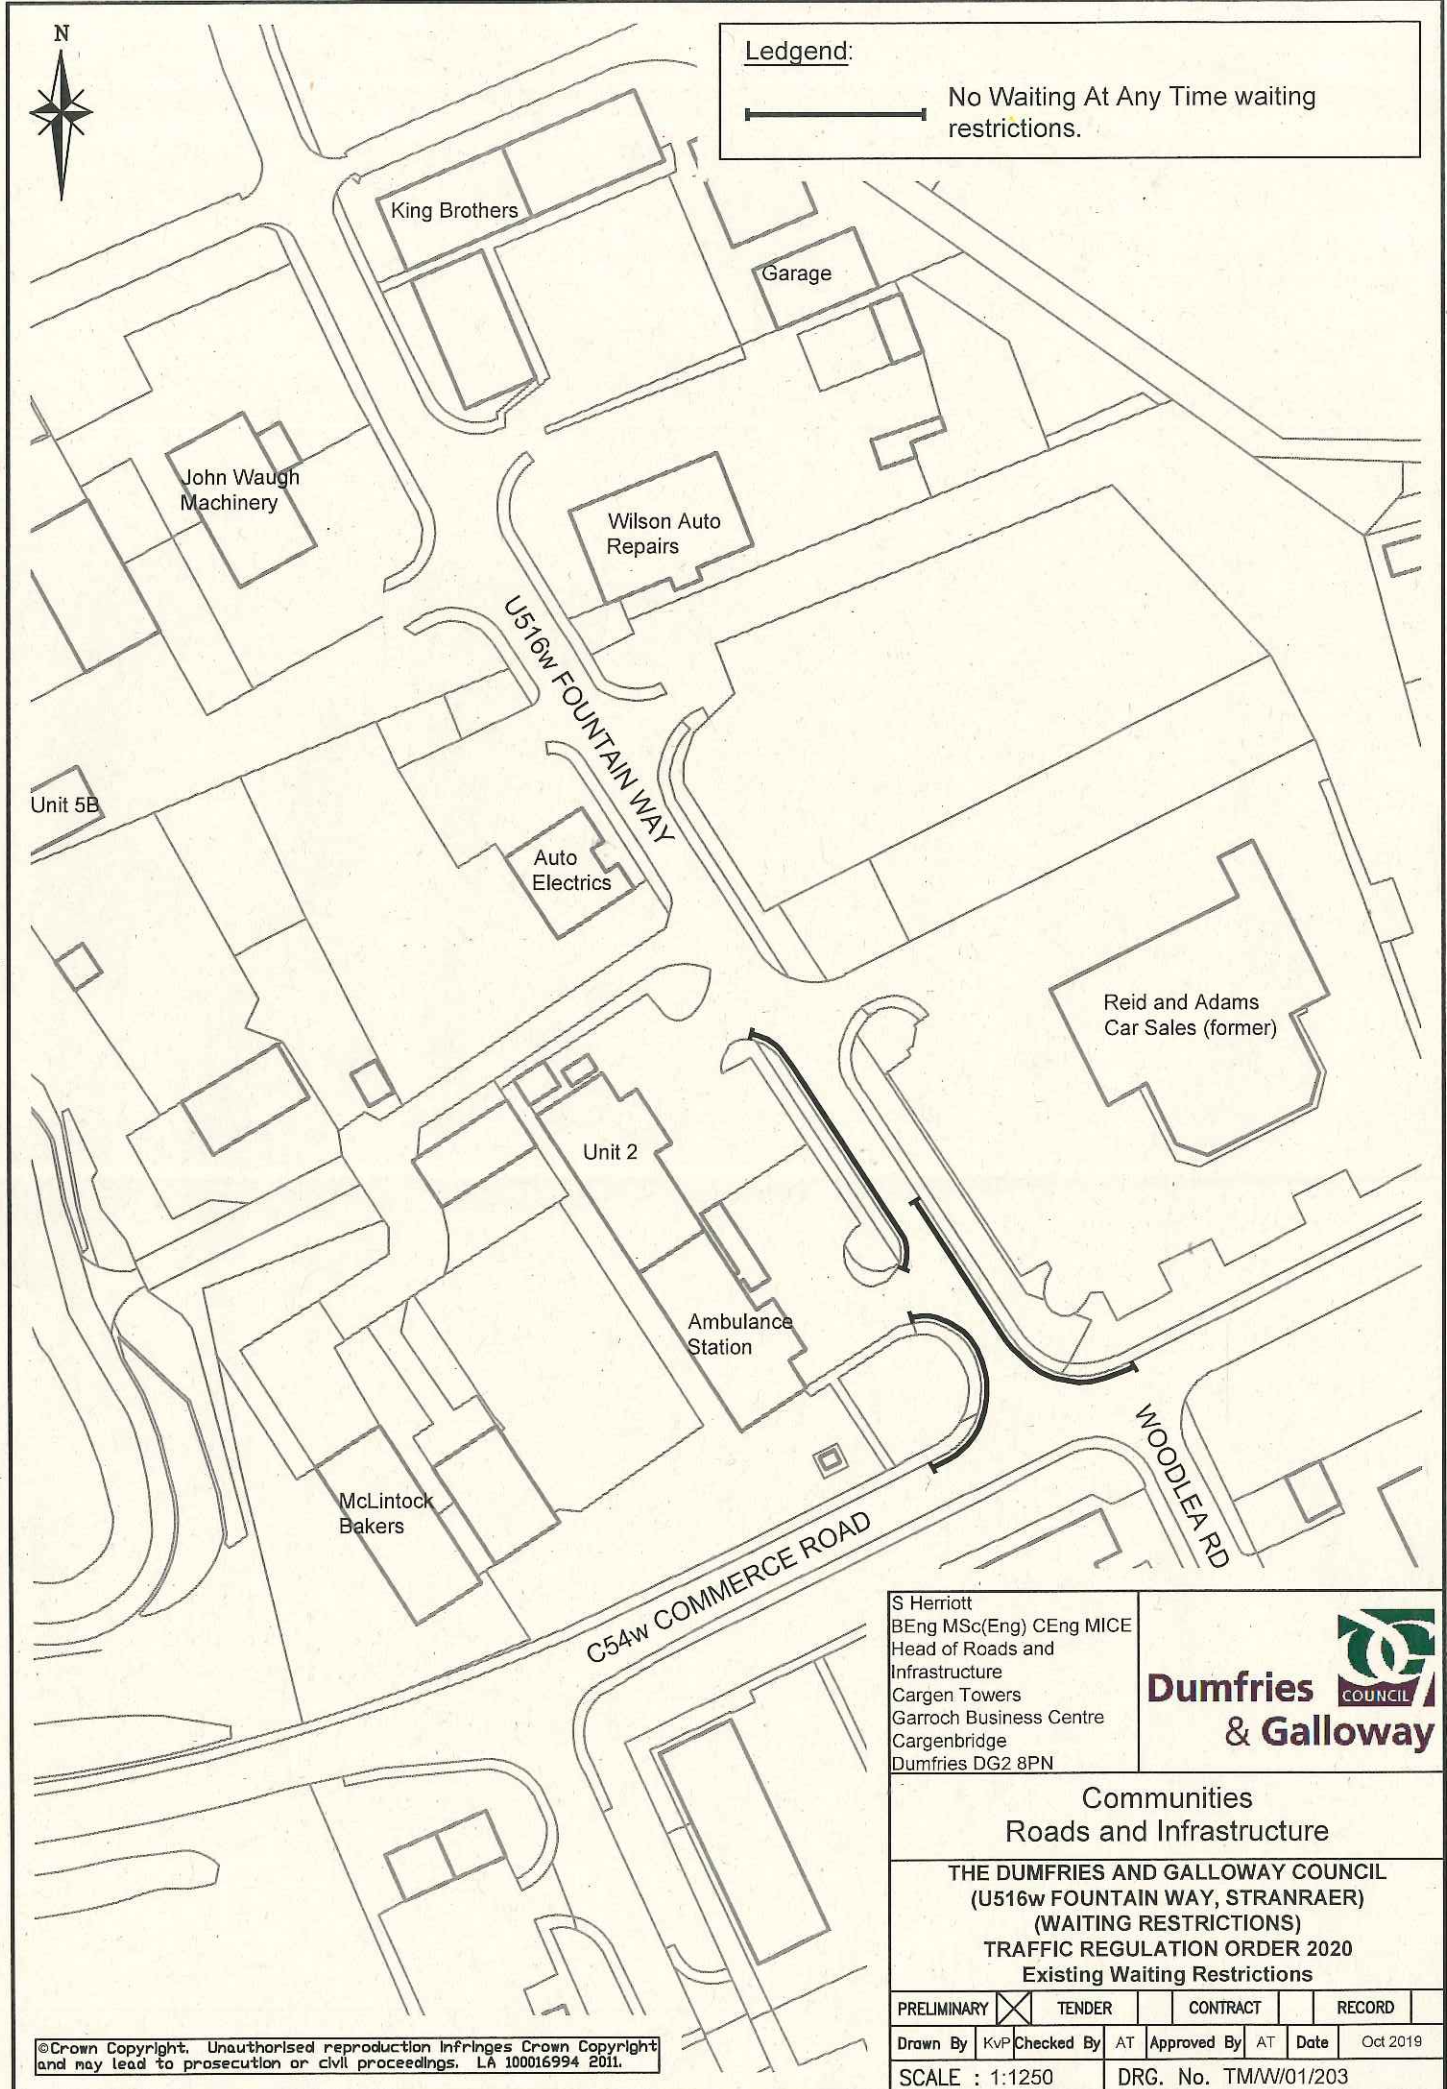 N
Ledgend:
No Waiting At Any Time waiting
restrictions.
King Brothers
Garage
John Waugh
Machinery
Wilson Auto
Repairs
U516w FOUNTAIN WAY
Unit 5B
Auto
Electrics
Reid and Adams
Car Sales (former)
Unit 2
Ambulance
Station
McLintock
Bakers
WOODLEA RD
C54w COMMERCE ROAD
S Herriott
BEng MSc(Eng) CEng MICE
Head of Roads and
Infrastructure
Cargen Towers
Garroch Business Centre
Cargenbridge
Dumfries DG2 8PN
Dumfries
COUNCIL
& Galloway
Communities
Roads and Infrastructure
THE DUMFRIES AND GALLOWAY COUNCIL
(U516w FOUNTAIN WAY, STRANRAER)
(WAITING RESTRICTIONS)
TRAFFIC REGULATION ORDER 2020
Existing Waiting Restrictions
PRELIMINARY TENDER CONTRACT RECORD
Drawn By KvP Checked By AT Approved By AT Date Oct 2019
SCALE : 1:1250 DRG. No. TM/W/01/203
©Crown Copyright. Unauthorised reproduction infringes Crown Copyright
and may lead to prosecution or civil proceedings. LA 100016994 2011.